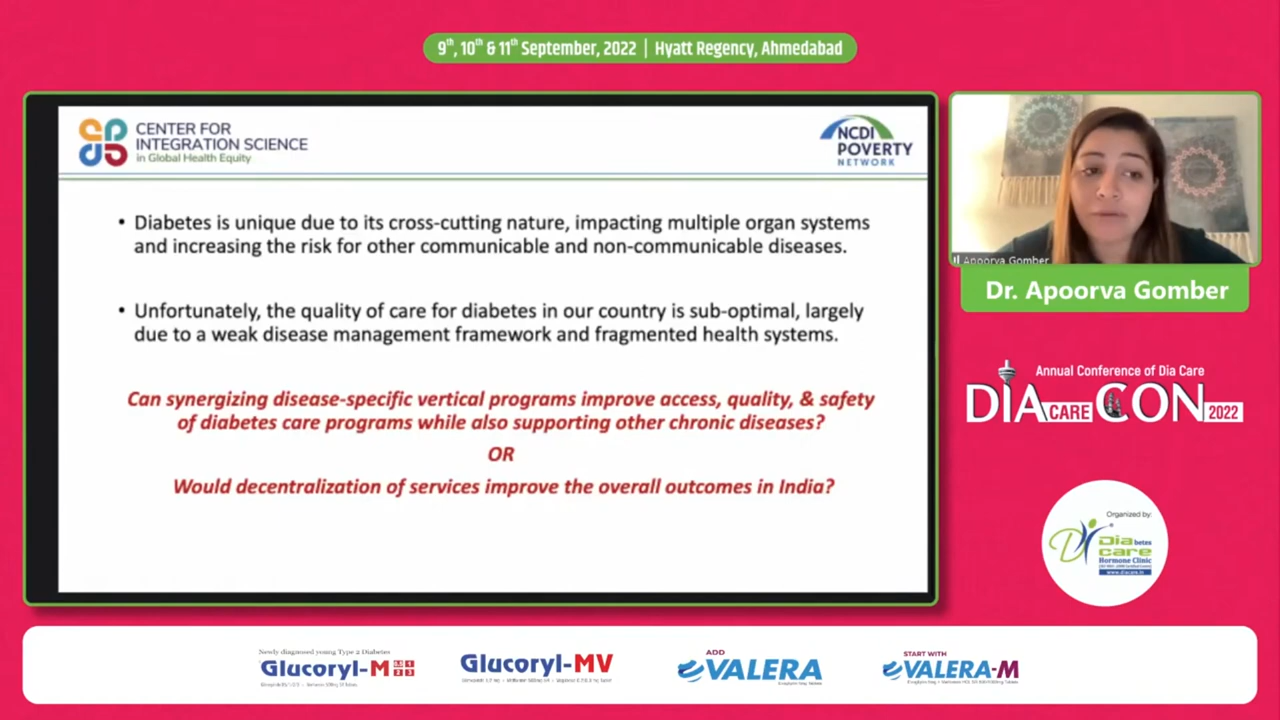 9th, 10th & 11th September, 2022 | Hyatt Regency, Ahmedabad
CENTER FOR
INTEGRATION SCIENCE
in Global Health Equity
NCDI
POVERTY
NETWORK
• Diabetes is unique due to its cross-cutting nature, impacting multiple organ systems
and increasing the risk for other communicable and non-communicable diseases.
• Unfortunately, the quality of care for diabetes in our country is sub-optimal, largely
due to a weak disease management framework and fragmented health systems.
Can synergizing disease-specific vertical programs improve access, quality, & safety
of diabetes care programs while also supporting other chronic diseases?
OR
Would decentralization of services improve the overall outcomes in India?
Apoorva Gomber
Dr. Apoorva Gomber
Annual Conference of Dia Care
DIA CARE CON 2022
Organized by:
Diabetes
care
Hormone Clinic
www.diacare.in
Newly diagnosed young Type 2 Diabetes
Glucoryl-M
Glucoryl-MV
ADD
eVALERA
START WITH
eVALERA-M